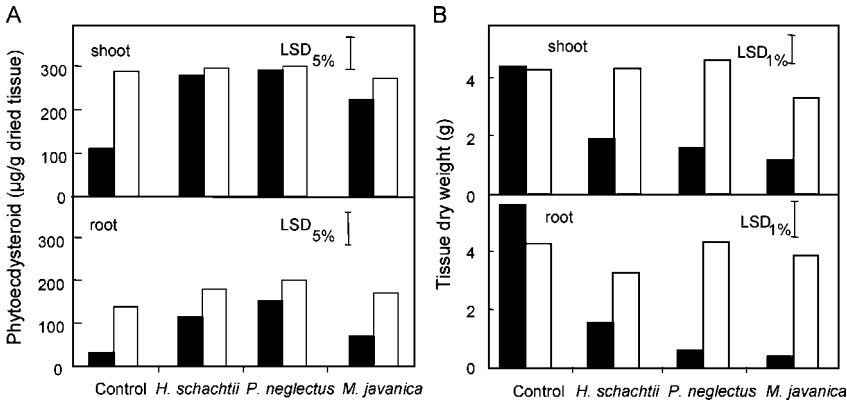 A
Phytoecdysteroid (µg/g dried tissue)
shoot
LSD5%
300
200
100
0
root
LSD5%
300
200
100
0
Control H. schachtii P. neglectus M. javanica
B
Tissue dry weight (g)
shoot
LSD1%
4
2
0
root
LSD1%
4
2
0
Control H. schachtii P. neglectus M. javanica